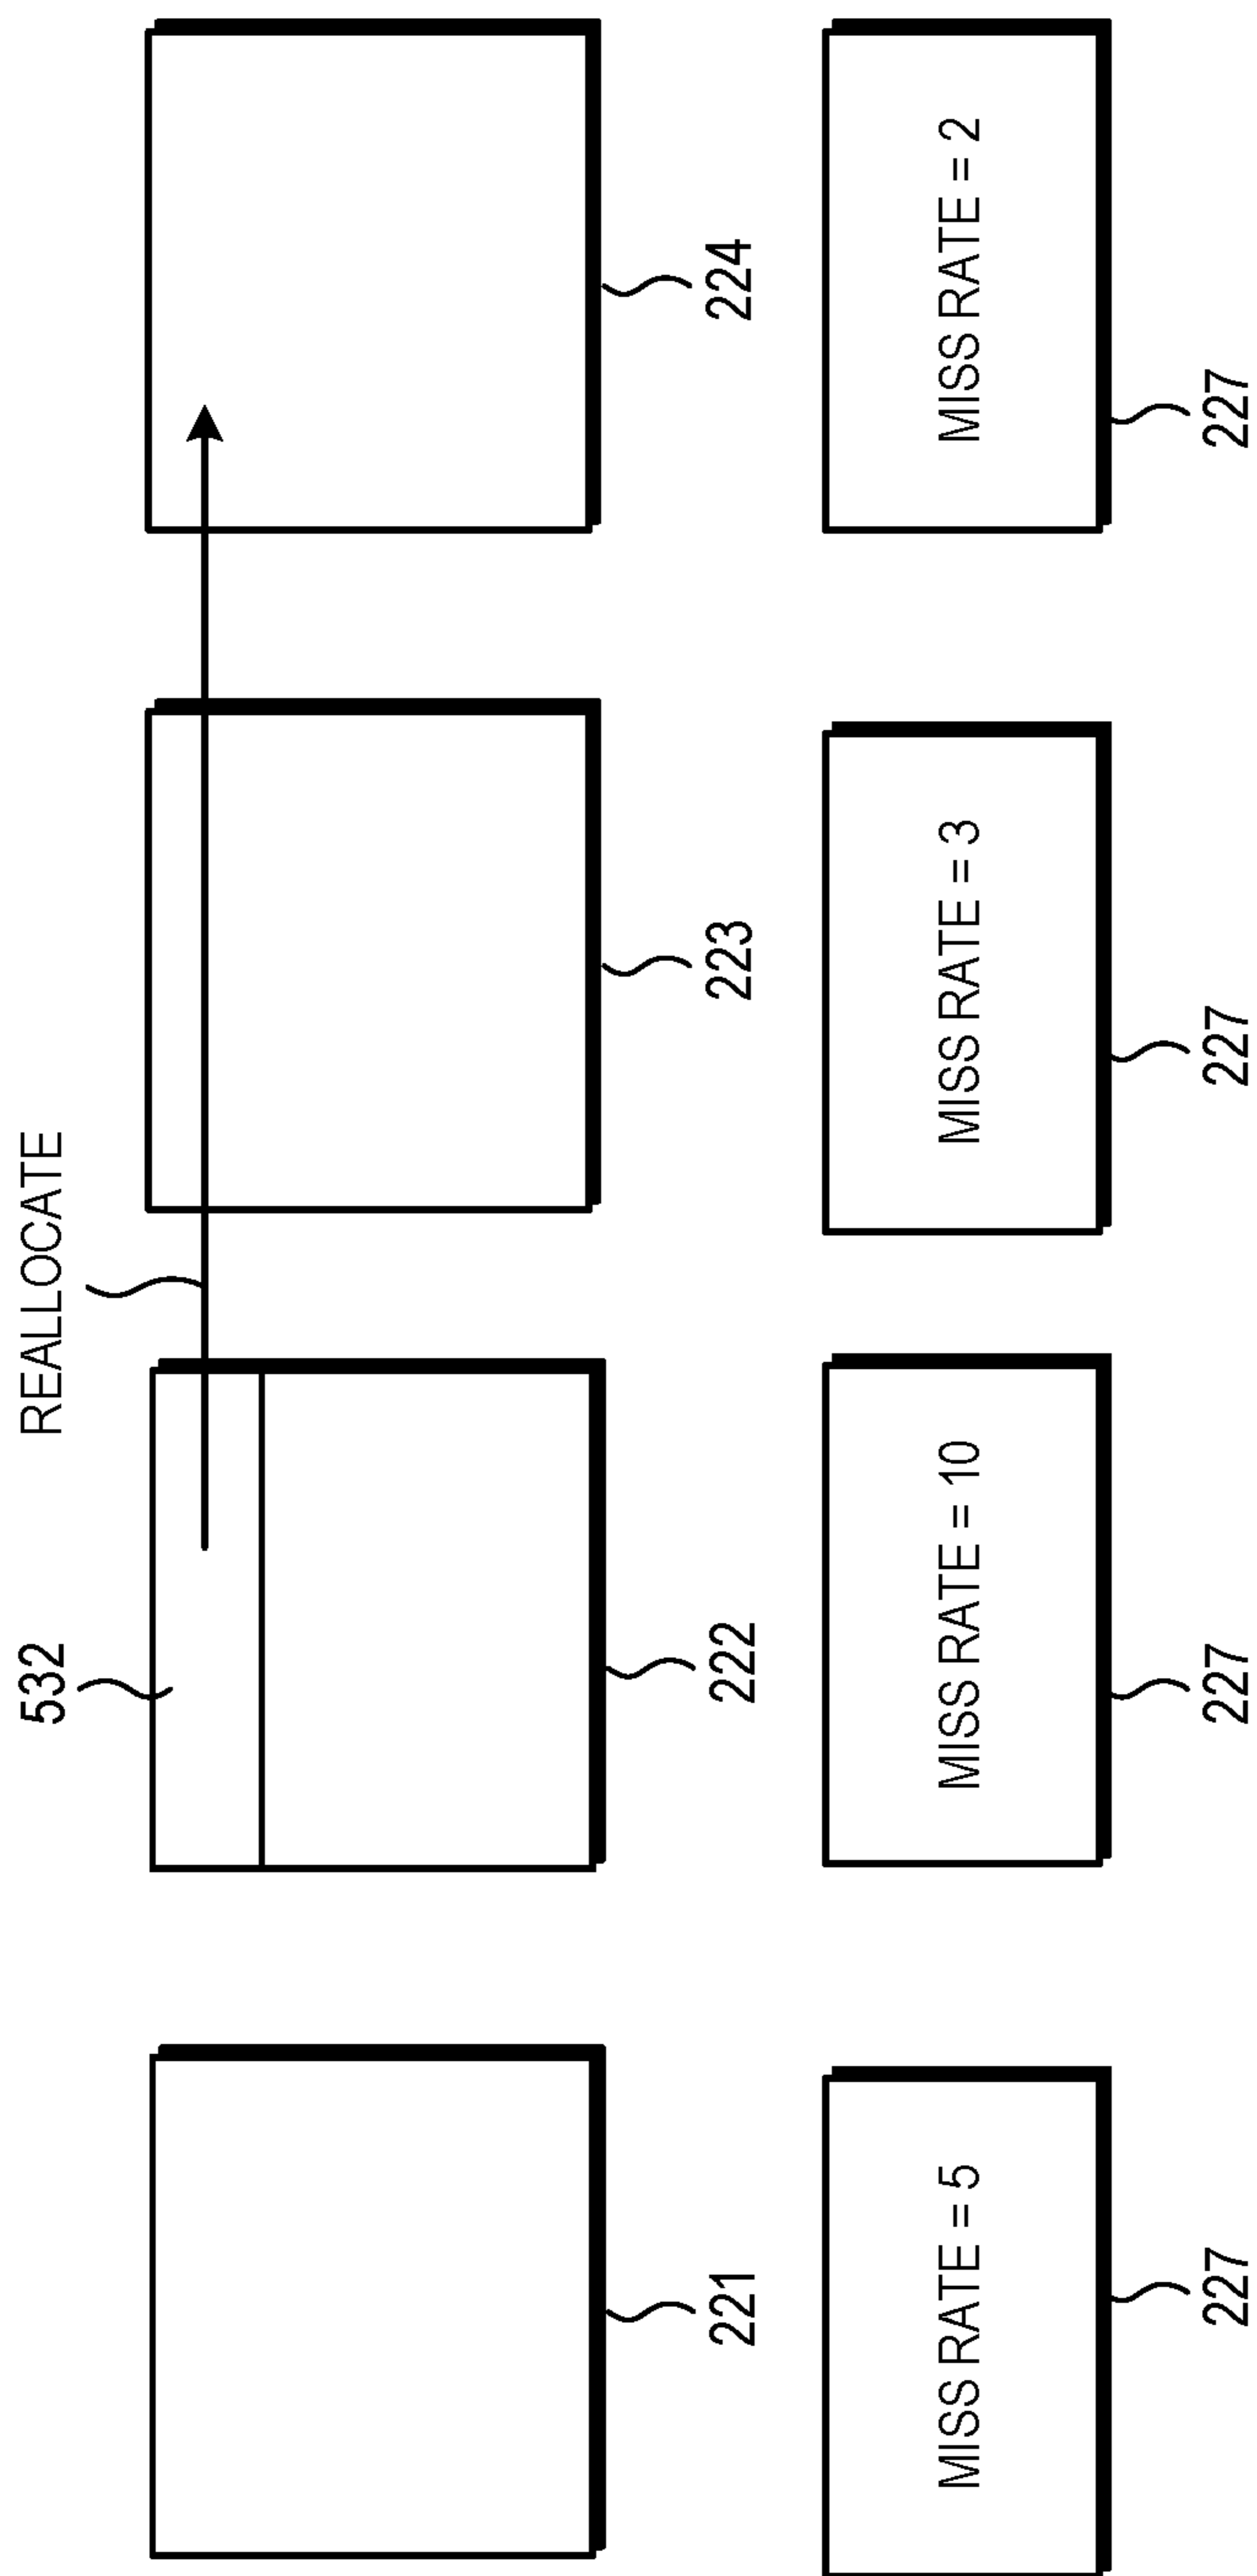 REALLOCATE
532
221
222
223
224
MISS RATE = 5
MISS RATE = 10
MISS RATE = 3
MISS RATE = 2
227
227
227
227